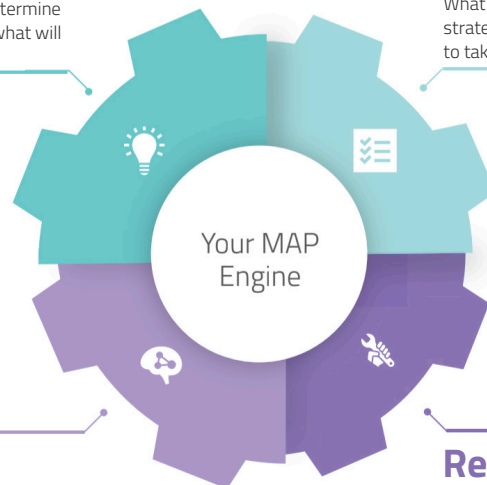 termine
what will
What
strate
to tak
Your MAP
Engine
Re